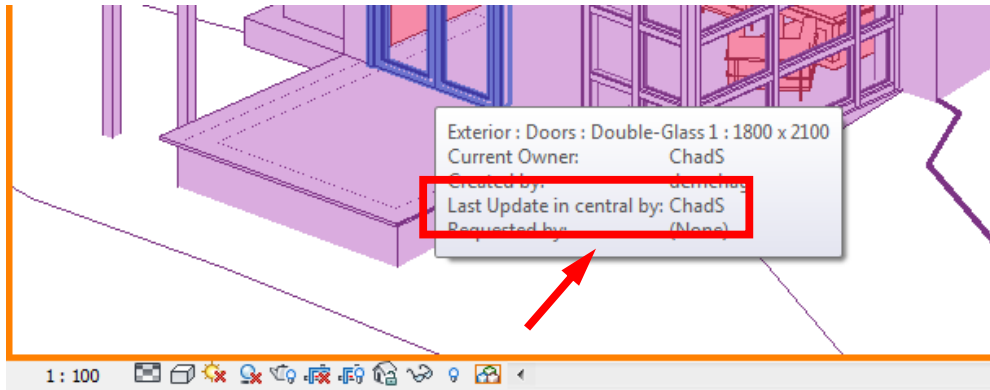 Exterior : Doors : Double-Glass 1 : 1800 x 2100
Current Owner: ChadS
Created by:
Last Update in central by: ChadS
Requested by: (None)
1 : 100